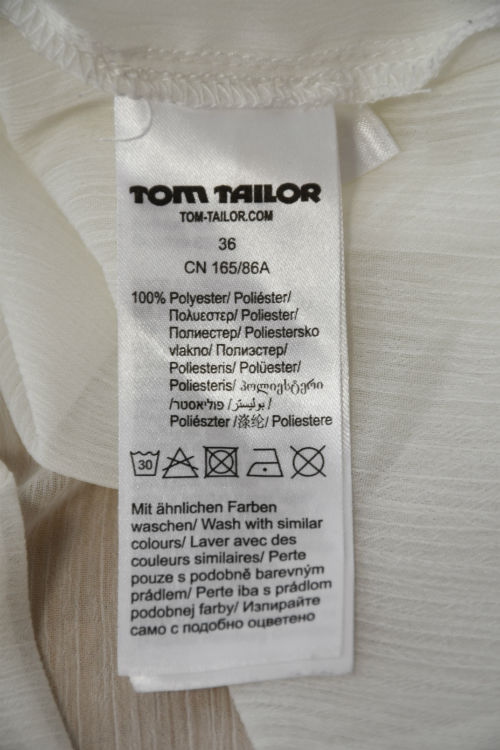 TOM TAILOR
TOM-TAILOR.COM
36
CN 165/86A
100% Polyester/ Poliéster/
Πολυεστερ/ Poliester/
Полиестер/ Poliestersko
vlakno/ Полиэстер/
Poliesteris/ Polüester/
Poliesteris/ პოლიესტერი
/بوليستر/ פוליאסטר/
Poliészter /涤纶/ Poliestere
30
Mit ähnlichen Farben
waschen/ Wash with similar
colours/ Laver avec des
couleurs similaires/ Perte
pouze s podobně barevným
prádlem/ Perte iba s prádlom
podobnej farby/ Изпирайте
само с подобно оцветено